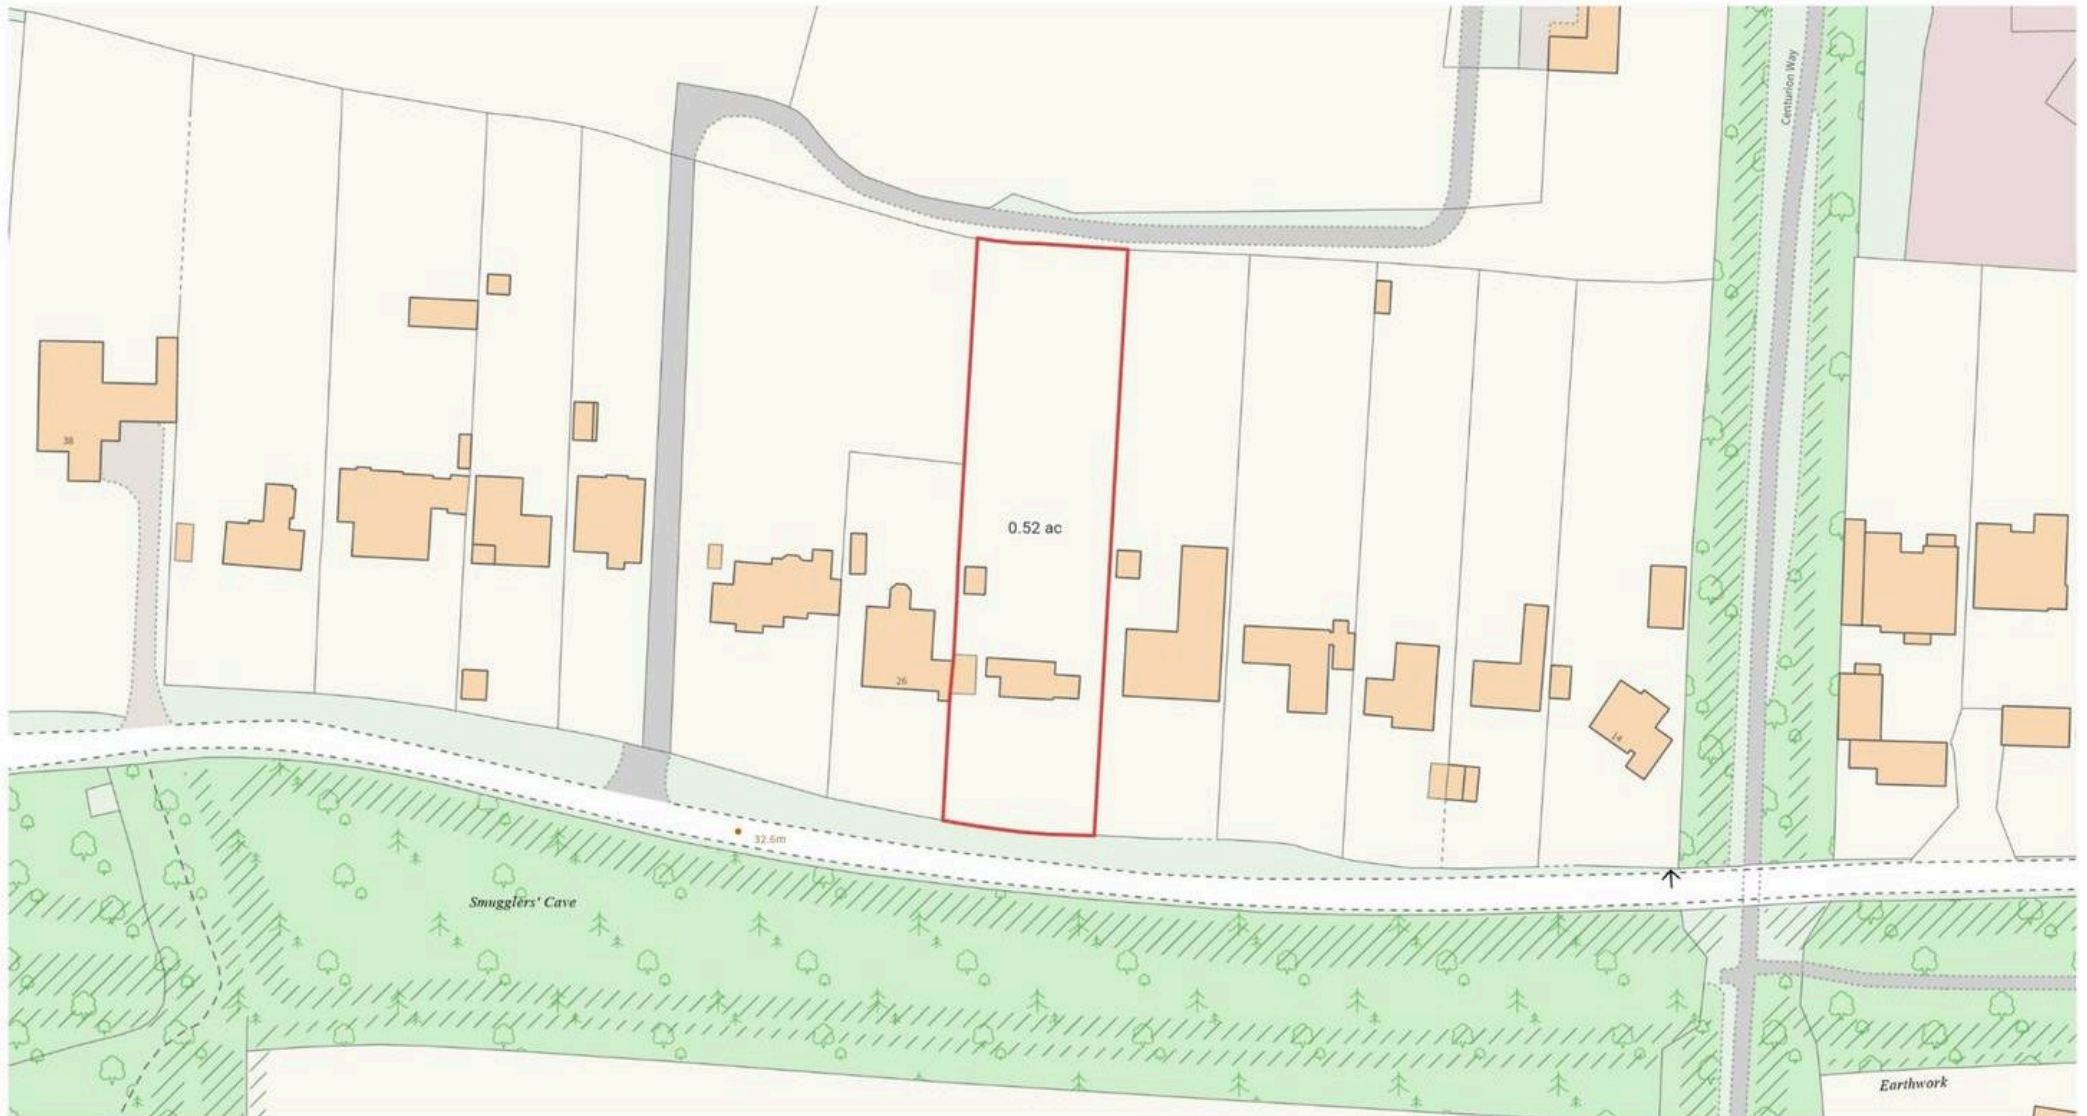 Centurion Way
38
0.52 ac
26
14
32.6m
Smugglers' Cave
Earthwork